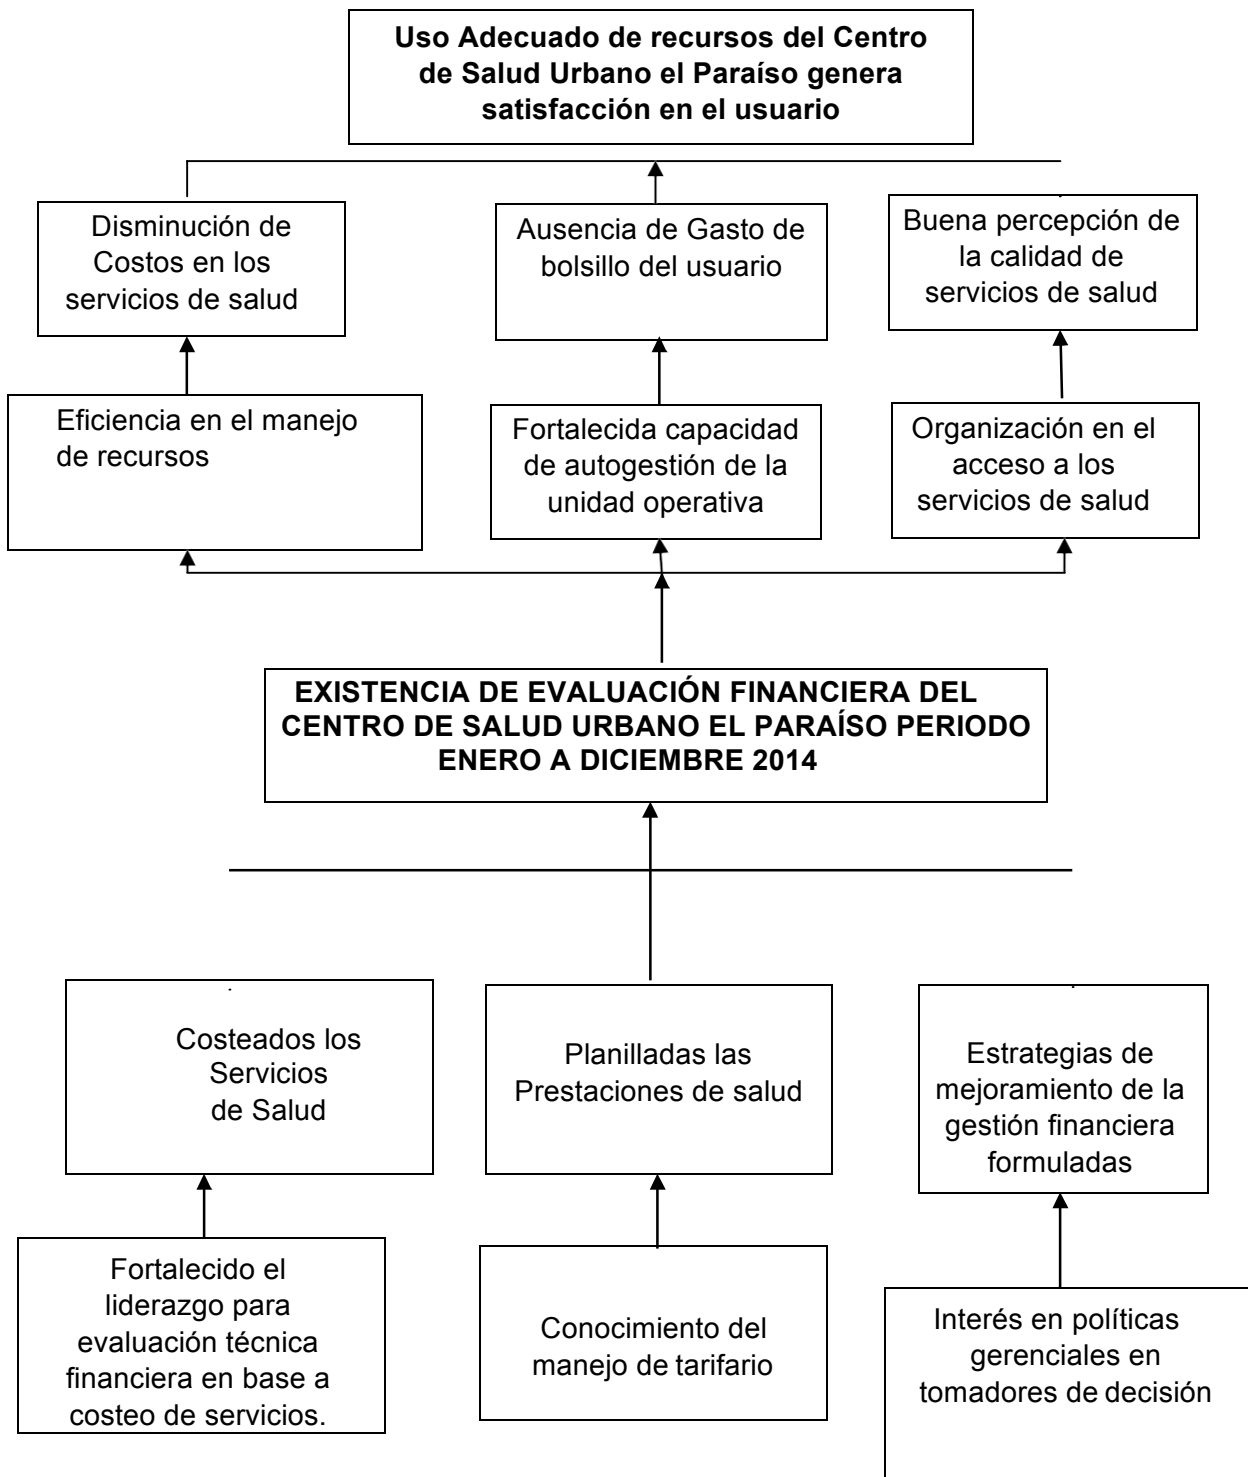 Uso Adecuado de recursos del Centro
de Salud Urbano el Paraíso genera
satisfacción en el usuario
Disminución de
Costos en los
servicios de salud
Ausencia de Gasto de
bolsillo del usuario
Buena percepción de
la calidad de
servicios de salud
Eficiencia en el manejo
de recursos
Fortalecida capacidad
de autogestión de la
unidad operativa
Organización en el
acceso a los
servicios de salud
EXISTENCIA DE EVALUACIÓN FINANCIERA DEL
CENTRO DE SALUD URBANO EL PARAÍSO PERIODO
ENERO A DICIEMBRE 2014
Costeados los
Servicios
de Salud
Planilladas las
Prestaciones de salud
Estrategias de
mejoramiento de la
gestión financiera
formuladas
Fortalecido el
liderazgo para
evaluación técnica
financiera en base a
costeo de servicios.
Conocimiento del
manejo de tarifario
Interés en políticas
gerenciales en
tomadores de decisión